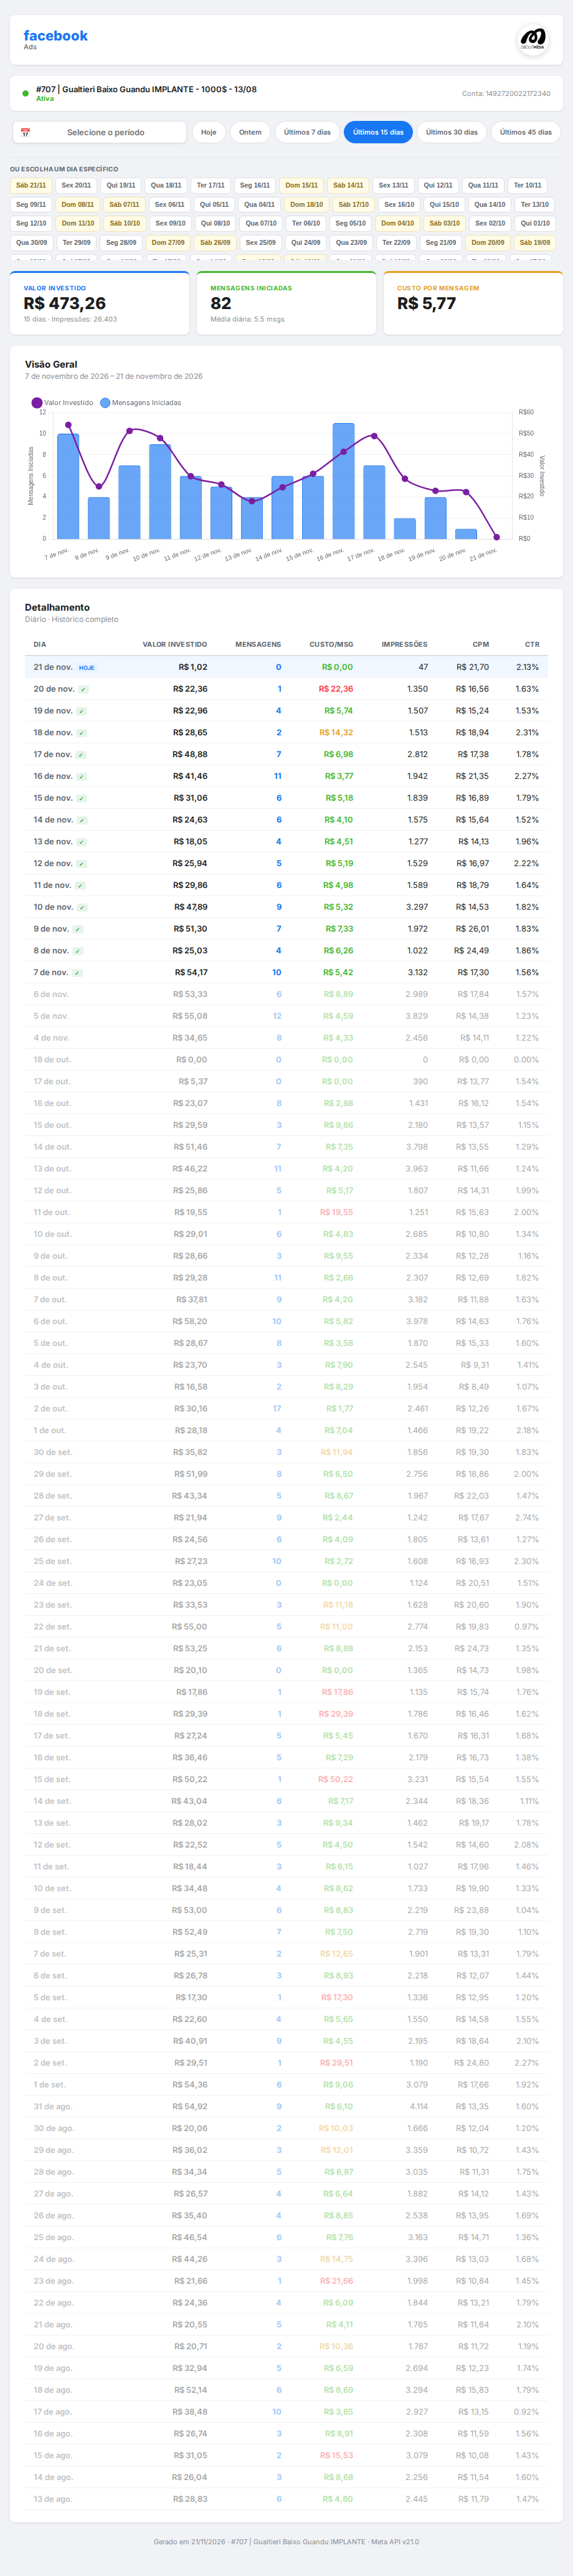 facebook
Ads
GROUTMÍDIA
#707 | Gualtieri Baixo Guandu IMPLANTE - 1000$ - 13/08
Ativa
Conta: 1492720022172340
Selecione o período
Hoje
Ontem
Últimos 7 dias
Últimos 15 dias
Últimos 30 dias
Últimos 45 dias
OU ESCOLHA UM DIA ESPECÍFICO
Sáb 21/11 Sex 20/11 Qui 19/11 Qua 18/11 Ter 17/11 Seg 16/11 Dom 15/11 Sáb 14/11 Sex 13/11 Qui 12/11 Qua 11/11 Ter 10/11
Seg 09/11 Dom 08/11 Sáb 07/11 Sex 06/11 Qui 05/11 Qua 04/11 Dom 18/10 Sáb 17/10 Sex 16/10 Qui 15/10 Qua 14/10 Ter 13/10
Seg 12/10 Dom 11/10 Sáb 10/10 Sex 09/10 Qui 08/10 Qua 07/10 Ter 06/10 Seg 05/10 Dom 04/10 Sáb 03/10 Sex 02/10 Qui 01/10
Qua 30/09 Ter 29/09 Seg 28/09 Dom 27/09 Sáb 26/09 Sex 25/09 Qui 24/09 Qua 23/09 Ter 22/09 Seg 21/09 Dom 20/09 Sáb 19/09
VALOR INVESTIDO
R$ 473,26
15 dias · Impressões: 26.403
MENSAGENS INICIADAS
82
Média diária: 5.5 msgs
CUSTO POR MENSAGEM
R$ 5,77
Visão Geral
7 de novembro de 2026 – 21 de novembro de 2026
Valor Investido Mensagens Iniciadas
12 R$60
10 R$50
8 R$40
6 R$30
4 R$20
2 R$10
0 R$0
Mensagens Iniciadas
Valor Investido
7 de nov. 8 de nov. 9 de nov. 10 de nov. 11 de nov. 12 de nov. 13 de nov. 14 de nov. 15 de nov. 16 de nov. 17 de nov. 18 de nov. 19 de nov. 20 de nov. 21 de nov.
Detalhamento
Diário · Histórico completo
DIA VALOR INVESTIDO MENSAGENS CUSTO/MSG IMPRESSÕES CPM CTR
21 de nov. HOJE R$ 1,02 0 R$ 0,00 47 R$ 21,70 2.13%
20 de nov. ✓ R$ 22,36 1 R$ 22,36 1.350 R$ 16,56 1.63%
19 de nov. ✓ R$ 22,96 4 R$ 5,74 1.507 R$ 15,24 1.53%
18 de nov. ✓ R$ 28,65 2 R$ 14,32 1.513 R$ 18,94 2.31%
17 de nov. ✓ R$ 48,88 7 R$ 6,98 2.812 R$ 17,38 1.78%
16 de nov. ✓ R$ 41,46 11 R$ 3,77 1.942 R$ 21,35 2.27%
15 de nov. ✓ R$ 31,06 6 R$ 5,18 1.839 R$ 16,89 1.79%
14 de nov. ✓ R$ 24,63 6 R$ 4,10 1.575 R$ 15,64 1.52%
13 de nov. ✓ R$ 18,05 4 R$ 4,51 1.277 R$ 14,13 1.96%
12 de nov. ✓ R$ 25,94 5 R$ 5,19 1.529 R$ 16,97 2.22%
11 de nov. ✓ R$ 29,86 6 R$ 4,98 1.589 R$ 18,79 1.64%
10 de nov. ✓ R$ 47,89 9 R$ 5,32 3.297 R$ 14,53 1.82%
9 de nov. ✓ R$ 51,30 7 R$ 7,33 1.972 R$ 26,01 1.83%
8 de nov. ✓ R$ 25,03 4 R$ 6,26 1.022 R$ 24,49 1.86%
7 de nov. ✓ R$ 54,17 10 R$ 5,42 3.132 R$ 17,30 1.56%
6 de nov. R$ 53,33 6 R$ 8,89 2.989 R$ 17,84 1.57%
5 de nov. R$ 55,08 12 R$ 4,59 3.829 R$ 14,38 1.23%
4 de nov. R$ 34,65 8 R$ 4,33 2.456 R$ 14,11 1.22%
18 de out. R$ 0,00 0 R$ 0,00 0 R$ 0,00 0.00%
17 de out. R$ 5,37 0 R$ 0,00 390 R$ 13,77 1.54%
16 de out. R$ 23,07 8 R$ 2,88 1.431 R$ 16,12 1.54%
15 de out. R$ 29,59 3 R$ 9,86 2.180 R$ 13,57 1.15%
14 de out. R$ 51,46 7 R$ 7,35 3.798 R$ 13,55 1.29%
13 de out. R$ 46,22 11 R$ 4,20 3.963 R$ 11,66 1.24%
12 de out. R$ 25,86 5 R$ 5,17 1.807 R$ 14,31 1.99%
11 de out. R$ 19,55 1 R$ 19,55 1.251 R$ 15,63 2.00%
10 de out. R$ 29,01 6 R$ 4,83 2.685 R$ 10,80 1.34%
9 de out. R$ 28,66 3 R$ 9,55 2.334 R$ 12,28 1.16%
8 de out. R$ 29,28 11 R$ 2,66 2.307 R$ 12,69 1.82%
7 de out. R$ 37,81 9 R$ 4,20 3.182 R$ 11,88 1.63%
6 de out. R$ 58,20 10 R$ 5,82 3.978 R$ 14,63 1.76%
5 de out. R$ 28,67 8 R$ 3,58 1.870 R$ 15,33 1.60%
4 de out. R$ 23,70 3 R$ 7,90 2.545 R$ 9,31 1.41%
3 de out. R$ 16,58 2 R$ 8,29 1.954 R$ 8,49 1.07%
2 de out. R$ 30,16 17 R$ 1,77 2.461 R$ 12,26 1.67%
1 de out. R$ 28,18 4 R$ 7,04 1.466 R$ 19,22 2.18%
30 de set. R$ 35,82 3 R$ 11,94 1.856 R$ 19,30 1.83%
29 de set. R$ 51,99 8 R$ 6,50 2.756 R$ 18,86 2.00%
28 de set. R$ 43,34 5 R$ 8,67 1.967 R$ 22,03 1.47%
27 de set. R$ 21,94 9 R$ 2,44 1.242 R$ 17,67 2.74%
26 de set. R$ 24,56 6 R$ 4,09 1.805 R$ 13,61 1.27%
25 de set. R$ 27,23 10 R$ 2,72 1.608 R$ 16,93 2.30%
24 de set. R$ 23,05 0 R$ 0,00 1.124 R$ 20,51 1.51%
23 de set. R$ 33,53 3 R$ 11,18 1.628 R$ 20,60 1.90%
22 de set. R$ 55,00 5 R$ 11,00 2.774 R$ 19,83 0.97%
21 de set. R$ 53,25 6 R$ 8,88 2.153 R$ 24,73 1.35%
20 de set. R$ 20,10 0 R$ 0,00 1.365 R$ 14,73 1.98%
19 de set. R$ 17,86 1 R$ 17,86 1.135 R$ 15,74 1.76%
18 de set. R$ 29,39 1 R$ 29,39 1.786 R$ 16,46 1.62%
17 de set. R$ 27,24 5 R$ 5,45 1.670 R$ 16,31 1.68%
16 de set. R$ 36,46 5 R$ 7,29 2.179 R$ 16,73 1.38%
15 de set. R$ 50,22 1 R$ 50,22 3.231 R$ 15,54 1.55%
14 de set. R$ 43,04 6 R$ 7,17 2.344 R$ 18,36 1.11%
13 de set. R$ 28,02 3 R$ 9,34 1.462 R$ 19,17 1.78%
12 de set. R$ 22,52 5 R$ 4,50 1.542 R$ 14,60 2.08%
11 de set. R$ 18,44 3 R$ 6,15 1.027 R$ 17,96 1.46%
10 de set. R$ 34,48 4 R$ 8,62 1.733 R$ 19,90 1.33%
9 de set. R$ 53,00 6 R$ 8,83 2.219 R$ 23,88 1.04%
8 de set. R$ 52,49 7 R$ 7,50 2.719 R$ 19,30 1.10%
7 de set. R$ 25,31 2 R$ 12,65 1.901 R$ 13,31 1.79%
6 de set. R$ 26,78 3 R$ 8,93 2.218 R$ 12,07 1.44%
5 de set. R$ 17,30 1 R$ 17,30 1.336 R$ 12,95 1.20%
4 de set. R$ 22,60 4 R$ 5,65 1.550 R$ 14,58 1.55%
3 de set. R$ 40,91 9 R$ 4,55 2.195 R$ 18,64 2.10%
2 de set. R$ 29,51 1 R$ 29,51 1.190 R$ 24,80 2.27%
1 de set. R$ 54,36 6 R$ 9,06 3.079 R$ 17,66 1.92%
31 de ago. R$ 54,92 9 R$ 6,10 4.114 R$ 13,35 1.60%
30 de ago. R$ 20,06 2 R$ 10,03 1.666 R$ 12,04 1.20%
29 de ago. R$ 36,02 3 R$ 12,01 3.359 R$ 10,72 1.43%
28 de ago. R$ 34,34 5 R$ 6,87 3.035 R$ 11,31 1.75%
27 de ago. R$ 26,57 4 R$ 6,64 1.882 R$ 14,12 1.43%
26 de ago. R$ 35,40 4 R$ 8,85 2.538 R$ 13,95 1.69%
25 de ago. R$ 46,54 6 R$ 7,76 3.163 R$ 14,71 1.36%
24 de ago. R$ 44,26 3 R$ 14,75 3.396 R$ 13,03 1.68%
23 de ago. R$ 21,66 1 R$ 21,66 1.998 R$ 10,84 1.45%
22 de ago. R$ 24,36 4 R$ 6,09 1.844 R$ 13,21 1.79%
21 de ago. R$ 20,55 5 R$ 4,11 1.765 R$ 11,64 2.10%
20 de ago. R$ 20,71 2 R$ 10,36 1.767 R$ 11,72 1.19%
19 de ago. R$ 32,94 5 R$ 6,59 2.694 R$ 12,23 1.74%
18 de ago. R$ 52,14 6 R$ 8,69 3.294 R$ 15,83 1.79%
17 de ago. R$ 38,48 10 R$ 3,85 2.927 R$ 13,15 0.92%
16 de ago. R$ 26,74 3 R$ 8,91 2.308 R$ 11,59 1.56%
15 de ago. R$ 31,05 2 R$ 15,53 3.079 R$ 10,08 1.43%
14 de ago. R$ 26,04 3 R$ 8,68 2.256 R$ 11,54 1.60%
13 de ago. R$ 28,83 6 R$ 4,80 2.445 R$ 11,79 1.47%
Gerado em 21/11/2026 · #707 | Gualtieri Baixo Guandu IMPLANTE · Meta API v21.0